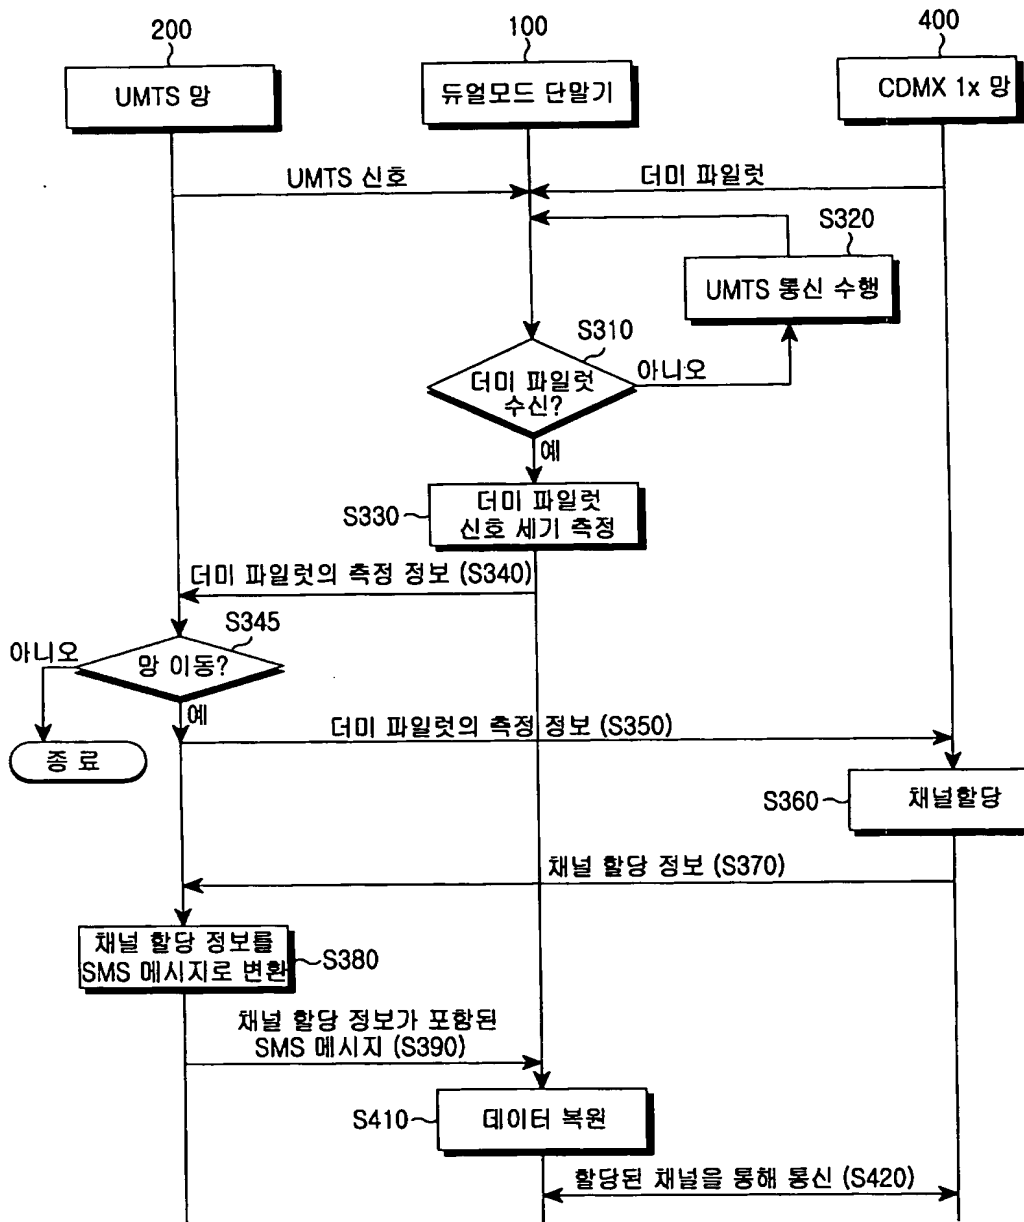 200
100
400
UMTS 망
듀얼모드 단말기
CDMX 1x 망
UMTS 신호
더미 파일럿
S320
UMTS 통신 수행
S310
더미 파일럿
수신?
아니오
예
S330
더미 파일럿
신호 세기 측정
더미 파일럿의 측정 정보 (S340)
S345
아니오
망 이동?
예
더미 파일럿의 측정 정보 (S350)
종 료
S360
채널할당
채널 할당 정보 (S370)
채널 할당 정보를
SMS 메시지로 변환
S380
채널 할당 정보가 포함된
SMS 메시지 (S390)
S410
데이터 복원
할당된 채널을 통해 통신 (S420)